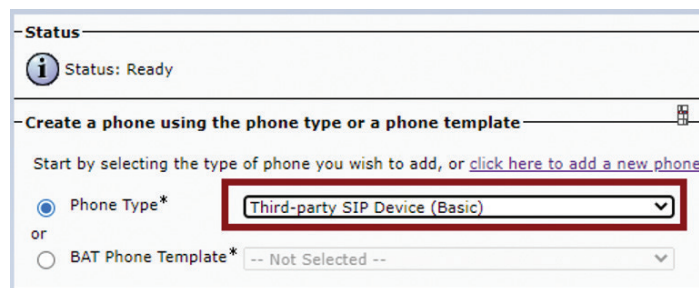 Status
Status: Ready
Create a phone using the phone type or a phone template
Start by selecting the type of phone you wish to add, or click here to add a new phone
Phone Type* Third-party SIP Device (Basic)
or
BAT Phone Template* -- Not Selected --